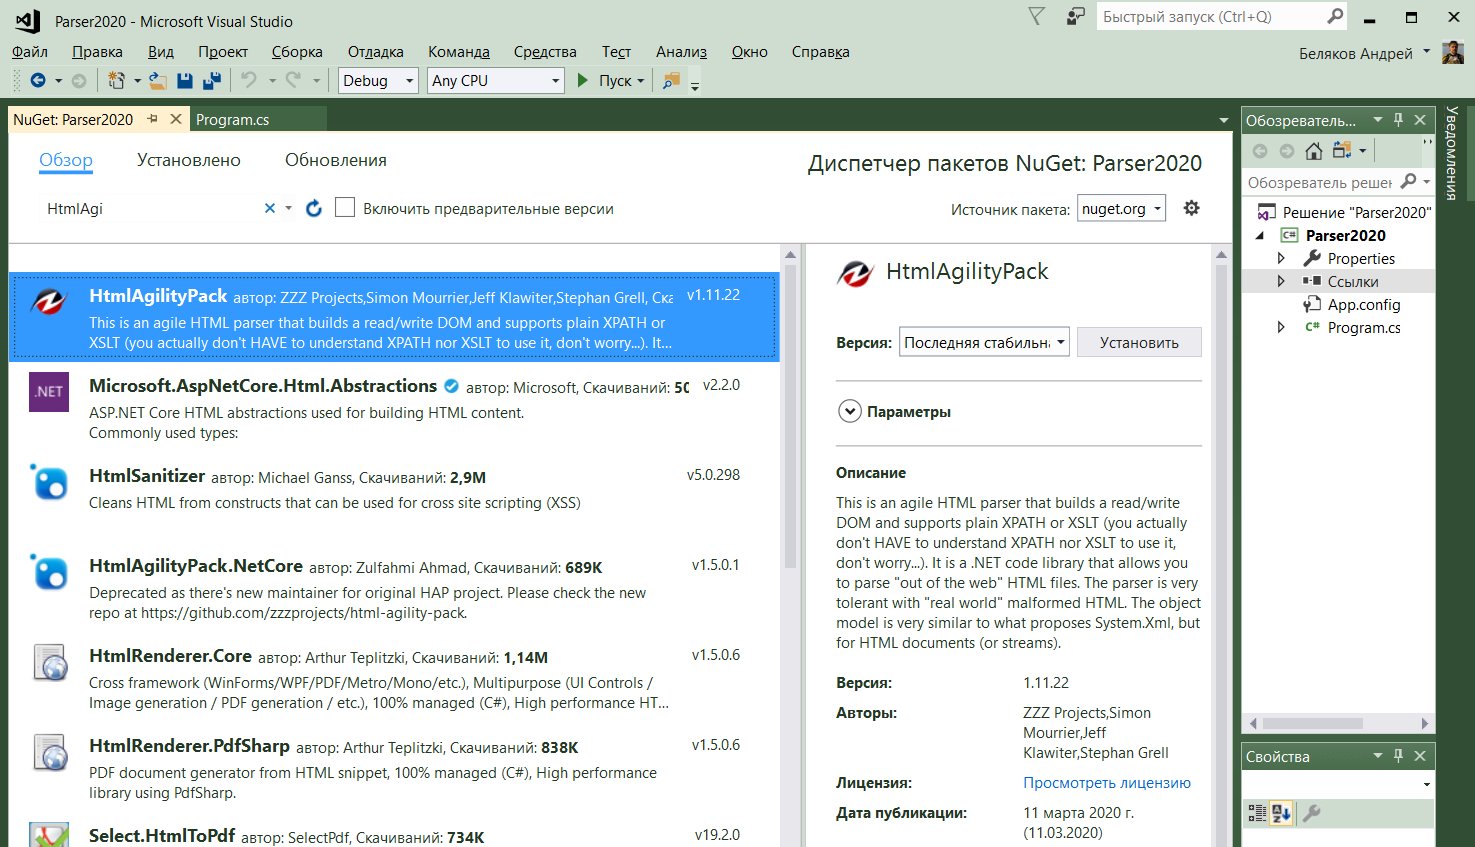 Parser2020 - Microsoft Visual Studio
Быстрый запуск (Ctrl+Q)
Файл Правка Вид Проект Сборка Отладка Команда Средства Тест Анализ Окно Справка
Беляков Андрей
Debug Any CPU Пуск
NuGet: Parser2020 Program.cs
Обзор Установлено Обновления
Диспетчер пакетов NuGet: Parser2020
HtmlAgi
Включить предварительные версии
Источник пакета: nuget.org
HtmlAgilityPack автор: ZZZ Projects,Simon Mourrier,Jeff Klawiter,Stephan Grell, Ска v1.11.22
This is an agile HTML parser that builds a read/write DOM and supports plain XPATH or
XSLT (you actually don't HAVE to understand XPATH nor XSLT to use it, don't worry...). It...
.NET
Microsoft.AspNetCore.Html.Abstractions автор: Microsoft, Скачиваний: 50 v2.2.0
ASP.NET Core HTML abstractions used for building HTML content.
Commonly used types:
HtmlSanitizer автор: Michael Ganss, Скачиваний: 2,9M v5.0.298
Cleans HTML from constructs that can be used for cross site scripting (XSS)
HtmlAgilityPack.NetCore автор: Zulfahmi Ahmad, Скачиваний: 689K v1.5.0.1
Deprecated as there's new maintainer for original HAP project. Please check the new
repo at https://github.com/zzzprojects/html-agility-pack.
HtmlRenderer.Core автор: Arthur Teplitzki, Скачиваний: 1,14M v1.5.0.6
Cross framework (WinForms/WPF/PDF/Metro/Mono/etc.), Multipurpose (UI Controls /
Image generation / PDF generation / etc.), 100% managed (C#), High performance HT...
HtmlRenderer.PdfSharp автор: Arthur Teplitzki, Скачиваний: 838K v1.5.0.6
PDF document generator from HTML snippet, 100% managed (C#), High performance
library using PdfSharp.
Select.HtmlToPdf автор: SelectPdf, Скачиваний: 734K v19.2.0
HtmlAgilityPack
Версия: Последняя стабильна Установить
Параметры
Описание
This is an agile HTML parser that builds a read/write
DOM and supports plain XPATH or XSLT (you actually
don't HAVE to understand XPATH nor XSLT to use it,
don't worry...). It is a .NET code library that allows you
to parse "out of the web" HTML files. The parser is very
tolerant with "real world" malformed HTML. The object
model is very similar to what proposes System.Xml, but
for HTML documents (or streams).
Версия: 1.11.22
Авторы: ZZZ Projects,Simon
Mourrier,Jeff
Klawiter,Stephan Grell
Лицензия: Просмотреть лицензию
Дата публикации: 11 марта 2020 г.
(11.03.2020)
Обозреватель...
Обозреватель решен
Решение "Parser2020"
C# Parser2020
Properties
Ссылки
App.config
C# Program.cs
Свойства
Уведомления